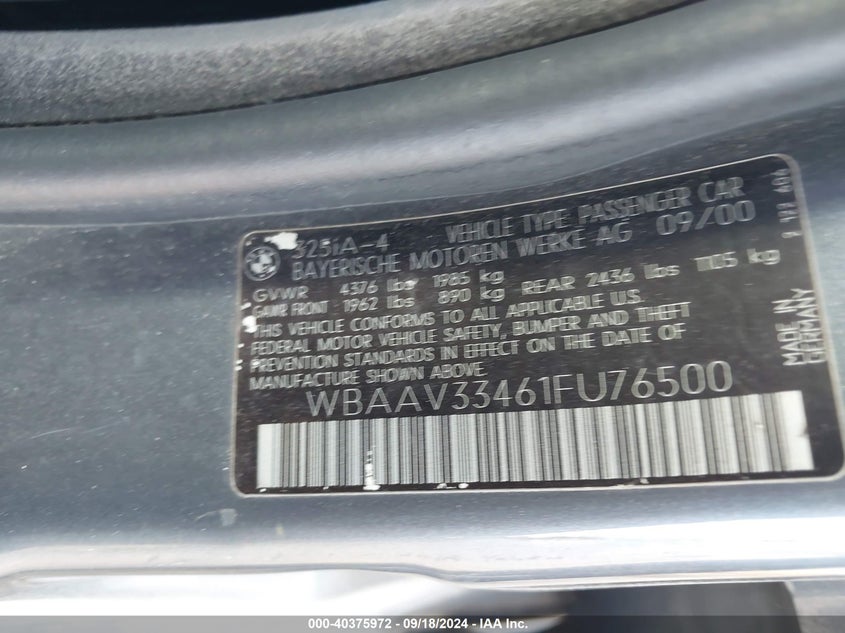 325iA-4 VEHICLE TYPE PASSENGER CAR
BAYERISCHE MOTOREN WERKE AG 09/00
GVWR 4376 lbs 1985 kg
GAWR FRONT 1962 lbs 890 kg REAR 2436 lbs 1105 kg
THIS VEHICLE CONFORMS TO ALL APPLICABLE U.S.
FEDERAL MOTOR VEHICLE SAFETY, BUMPER AND THEFT
PREVENTION STANDARDS IN EFFECT ON THE DATE OF
MANUFACTURE SHOWN ABOVE.
WBAAV33461FU76500
MADE IN
GERMANY
000-40375972 - 09/18/2024 - IAA Inc.